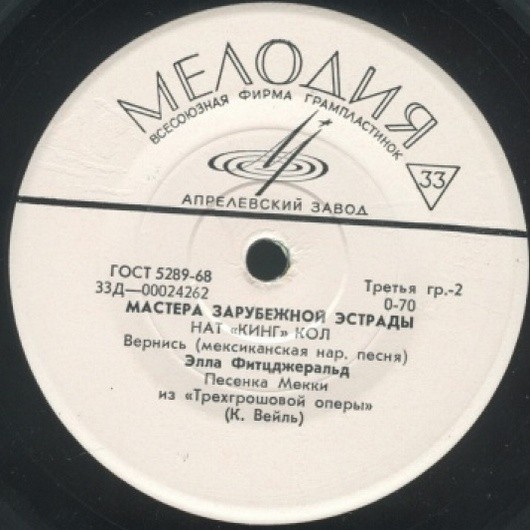 МЕЛОДИЯ
ВСЕСОЮЗНАЯ ФИРМА ГРАМПЛАСТИНОК
33
АПРЕЛЕВСКИЙ ЗАВОД
ГОСТ 5289-68
Третья гр.-2
33Д—00024262
0-70
МАСТЕРА ЗАРУБЕЖНОЙ ЭСТРАДЫ
НАТ «КИНГ» КОЛ
Вернись (мексиканская нар. песня)
Элла Фитцджеральд
Песенка Мекки
из «Трехгрошовой оперы»
(К. Вейль)